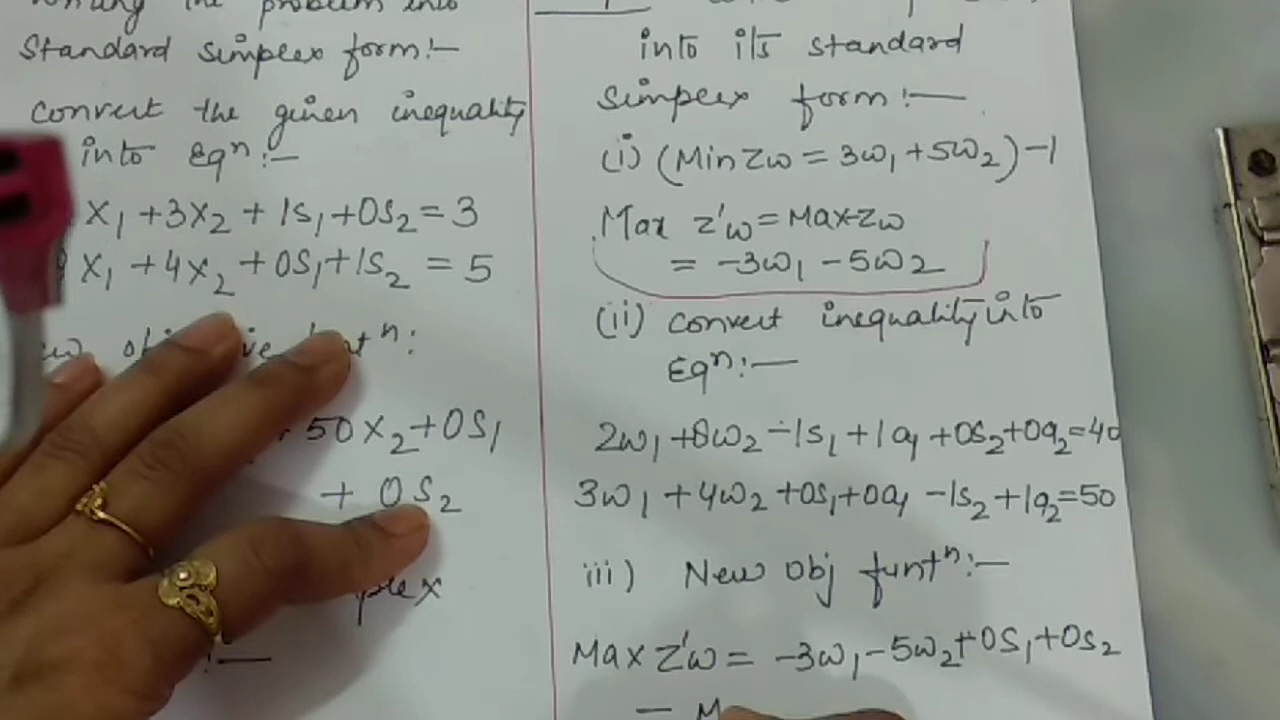 the problem into
Standard simplex form:—
convert the given inequality
into Eqⁿ:—
X₁ + 3X₂ + 1S₁ + 0S₂ = 3
X₁ + 4X₂ + 0S₁ + 1S₂ = 5
50X₂ + 0S₁
+ 0S₂
into its standard
simplex form:—
(i) (Min Zw = 3w₁ + 5w₂) -1
Max Z'w = Max-Zw
= -3w₁ - 5w₂
(ii) convert inequality into
Eqⁿ:—
2w₁ + 8w₂ - 1S₁ + 1a₁ + 0S₂ + 0a₂ = 40
3w₁ + 4w₂ + 0S₁ + 0a₁ - 1S₂ + 1a₂ = 50
iii) New Obj funtⁿ:—
Max Z'w = -3w₁ - 5w₂ + 0S₁ + 0S₂
- M